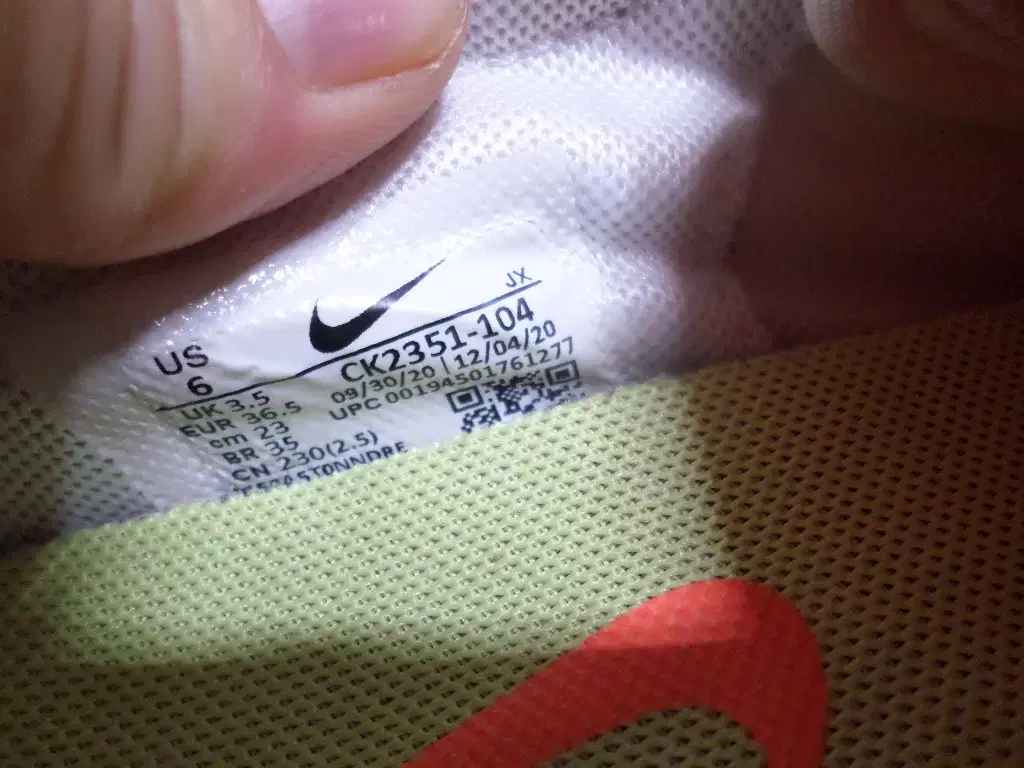 JX
US
6
CK2351-104
09/30/20 | 12/04/20
UPC 00194501761277
UK 3.5
EUR 36.5
cm 23
BR 35
CN 230(2.5)